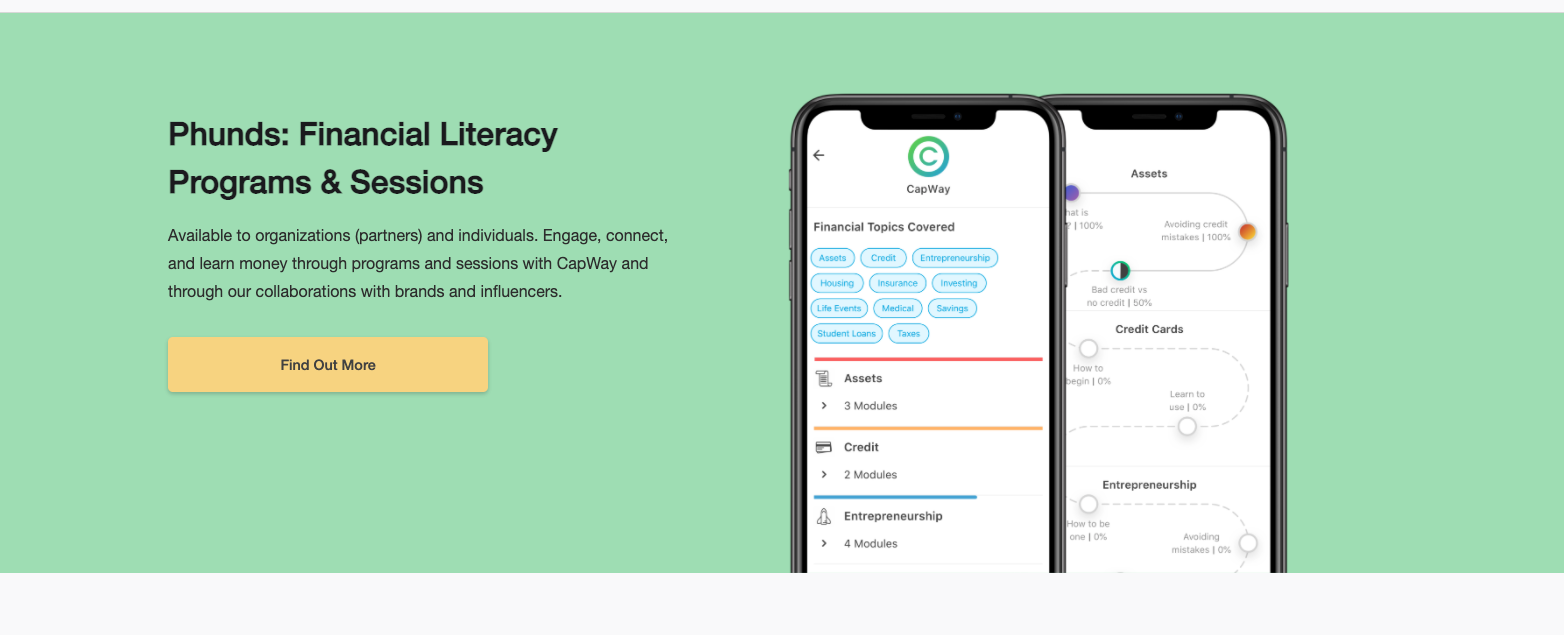 Phunds: Financial Literacy
Programs & Sessions
Available to organizations (partners) and individuals. Engage, connect,
and learn money through programs and sessions with CapWay and
through our collaborations with brands and influencers.
Find Out More
CapWay
Financial Topics Covered
Assets Credit Entrepreneurship
Housing Insurance Investing
Life Events Medical Savings
Student Loans Taxes
Assets
3 Modules
Credit
2 Modules
Entrepreneurship
4 Modules
Assets
hat is
? | 100%
Avoiding credit
mistakes | 100%
Bad credit vs
no credit | 50%
Credit Cards
How to
begin | 0%
Learn to
use | 0%
Entrepreneurship
How to be
one | 0%
Avoiding
mistakes | 0%